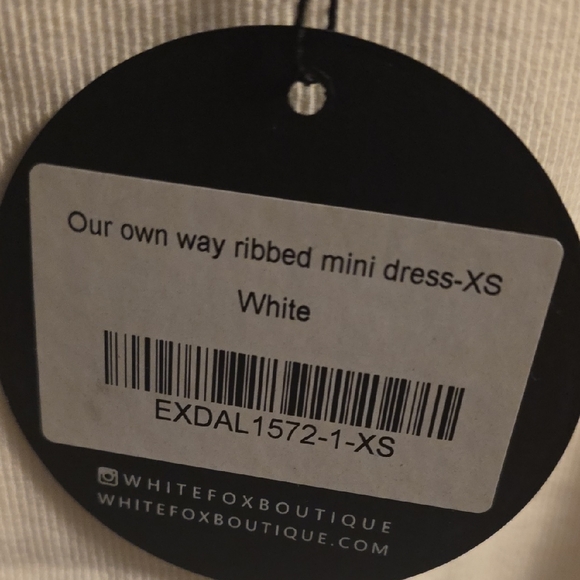 Our own way ribbed mini dress-XS
White
EXDAL1572-1-XS
WHITEFOXBOUTIQUE
WHITEFOXBOUTIQUE.COM